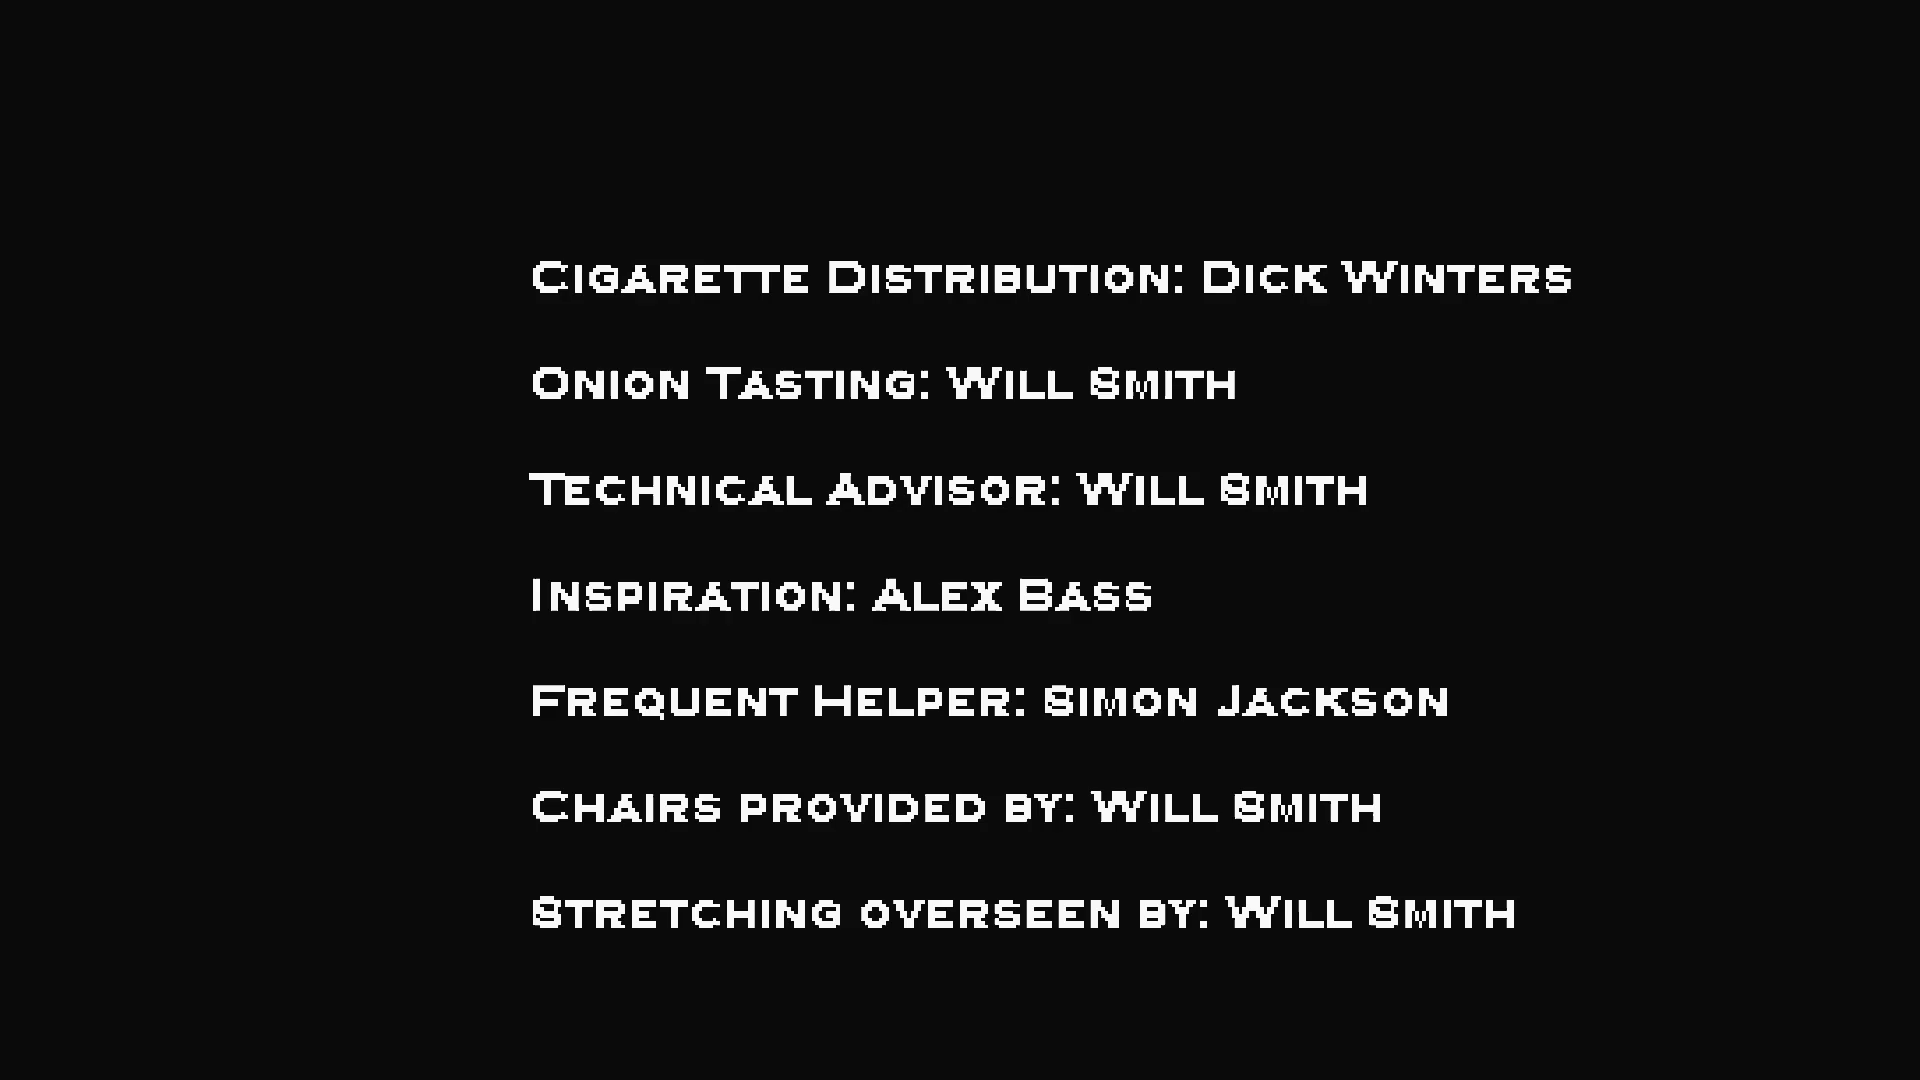 Cigarette Distribution: Dick Winters
Onion Tasting: Will Smith
Technical Advisor: Will Smith
Inspiration: Alex Bass
Frequent Helper: Simon Jackson
Chairs provided by: Will Smith
Stretching overseen by: Will Smith